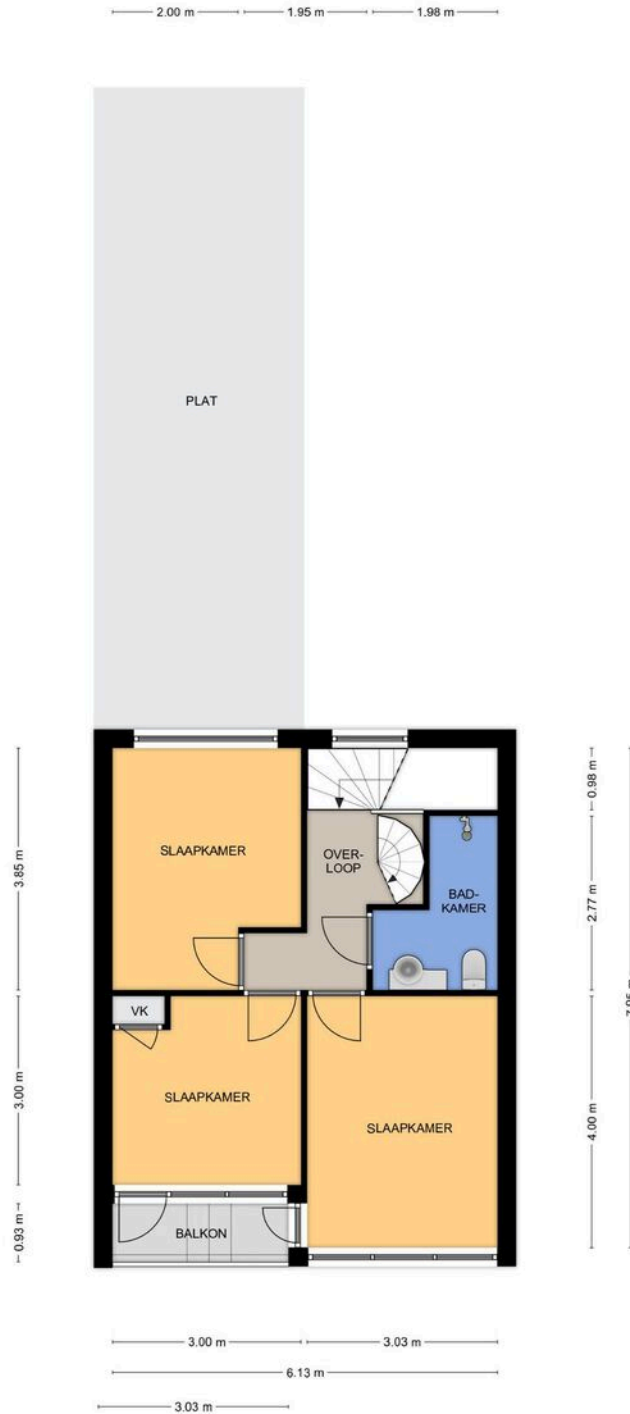 2.00 m
1.95 m
1.98 m
PLAT
SLAAPKAMER
OVER-
LOOP
BAD-
KAMER
VK
SLAAPKAMER
SLAAPKAMER
BALKON
3.85 m
3.00 m
0.93 m
0.98 m
2.77 m
4.00 m
3.00 m
3.03 m
6.13 m
3.03 m